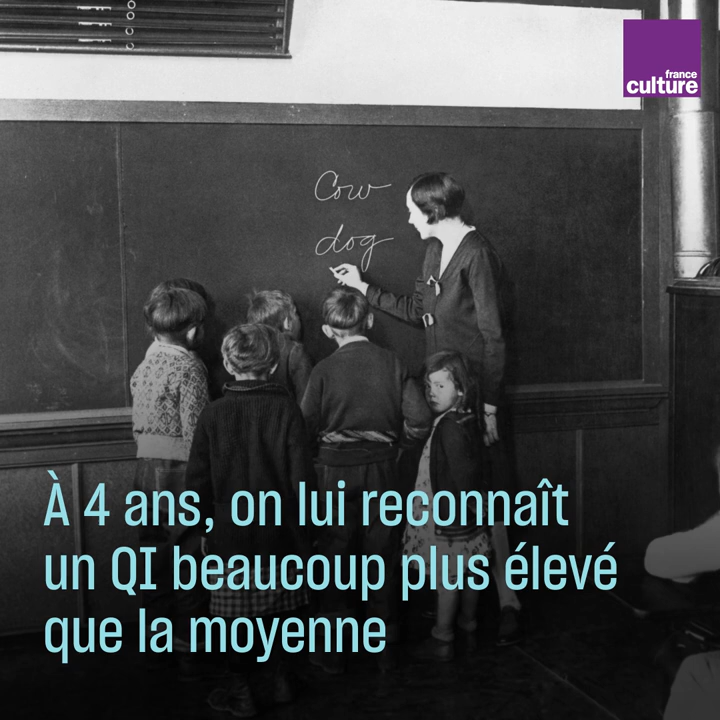 france
culture
Cow
dog
À 4 ans, on lui reconnaît
un QI beaucoup plus élevé
que la moyenne